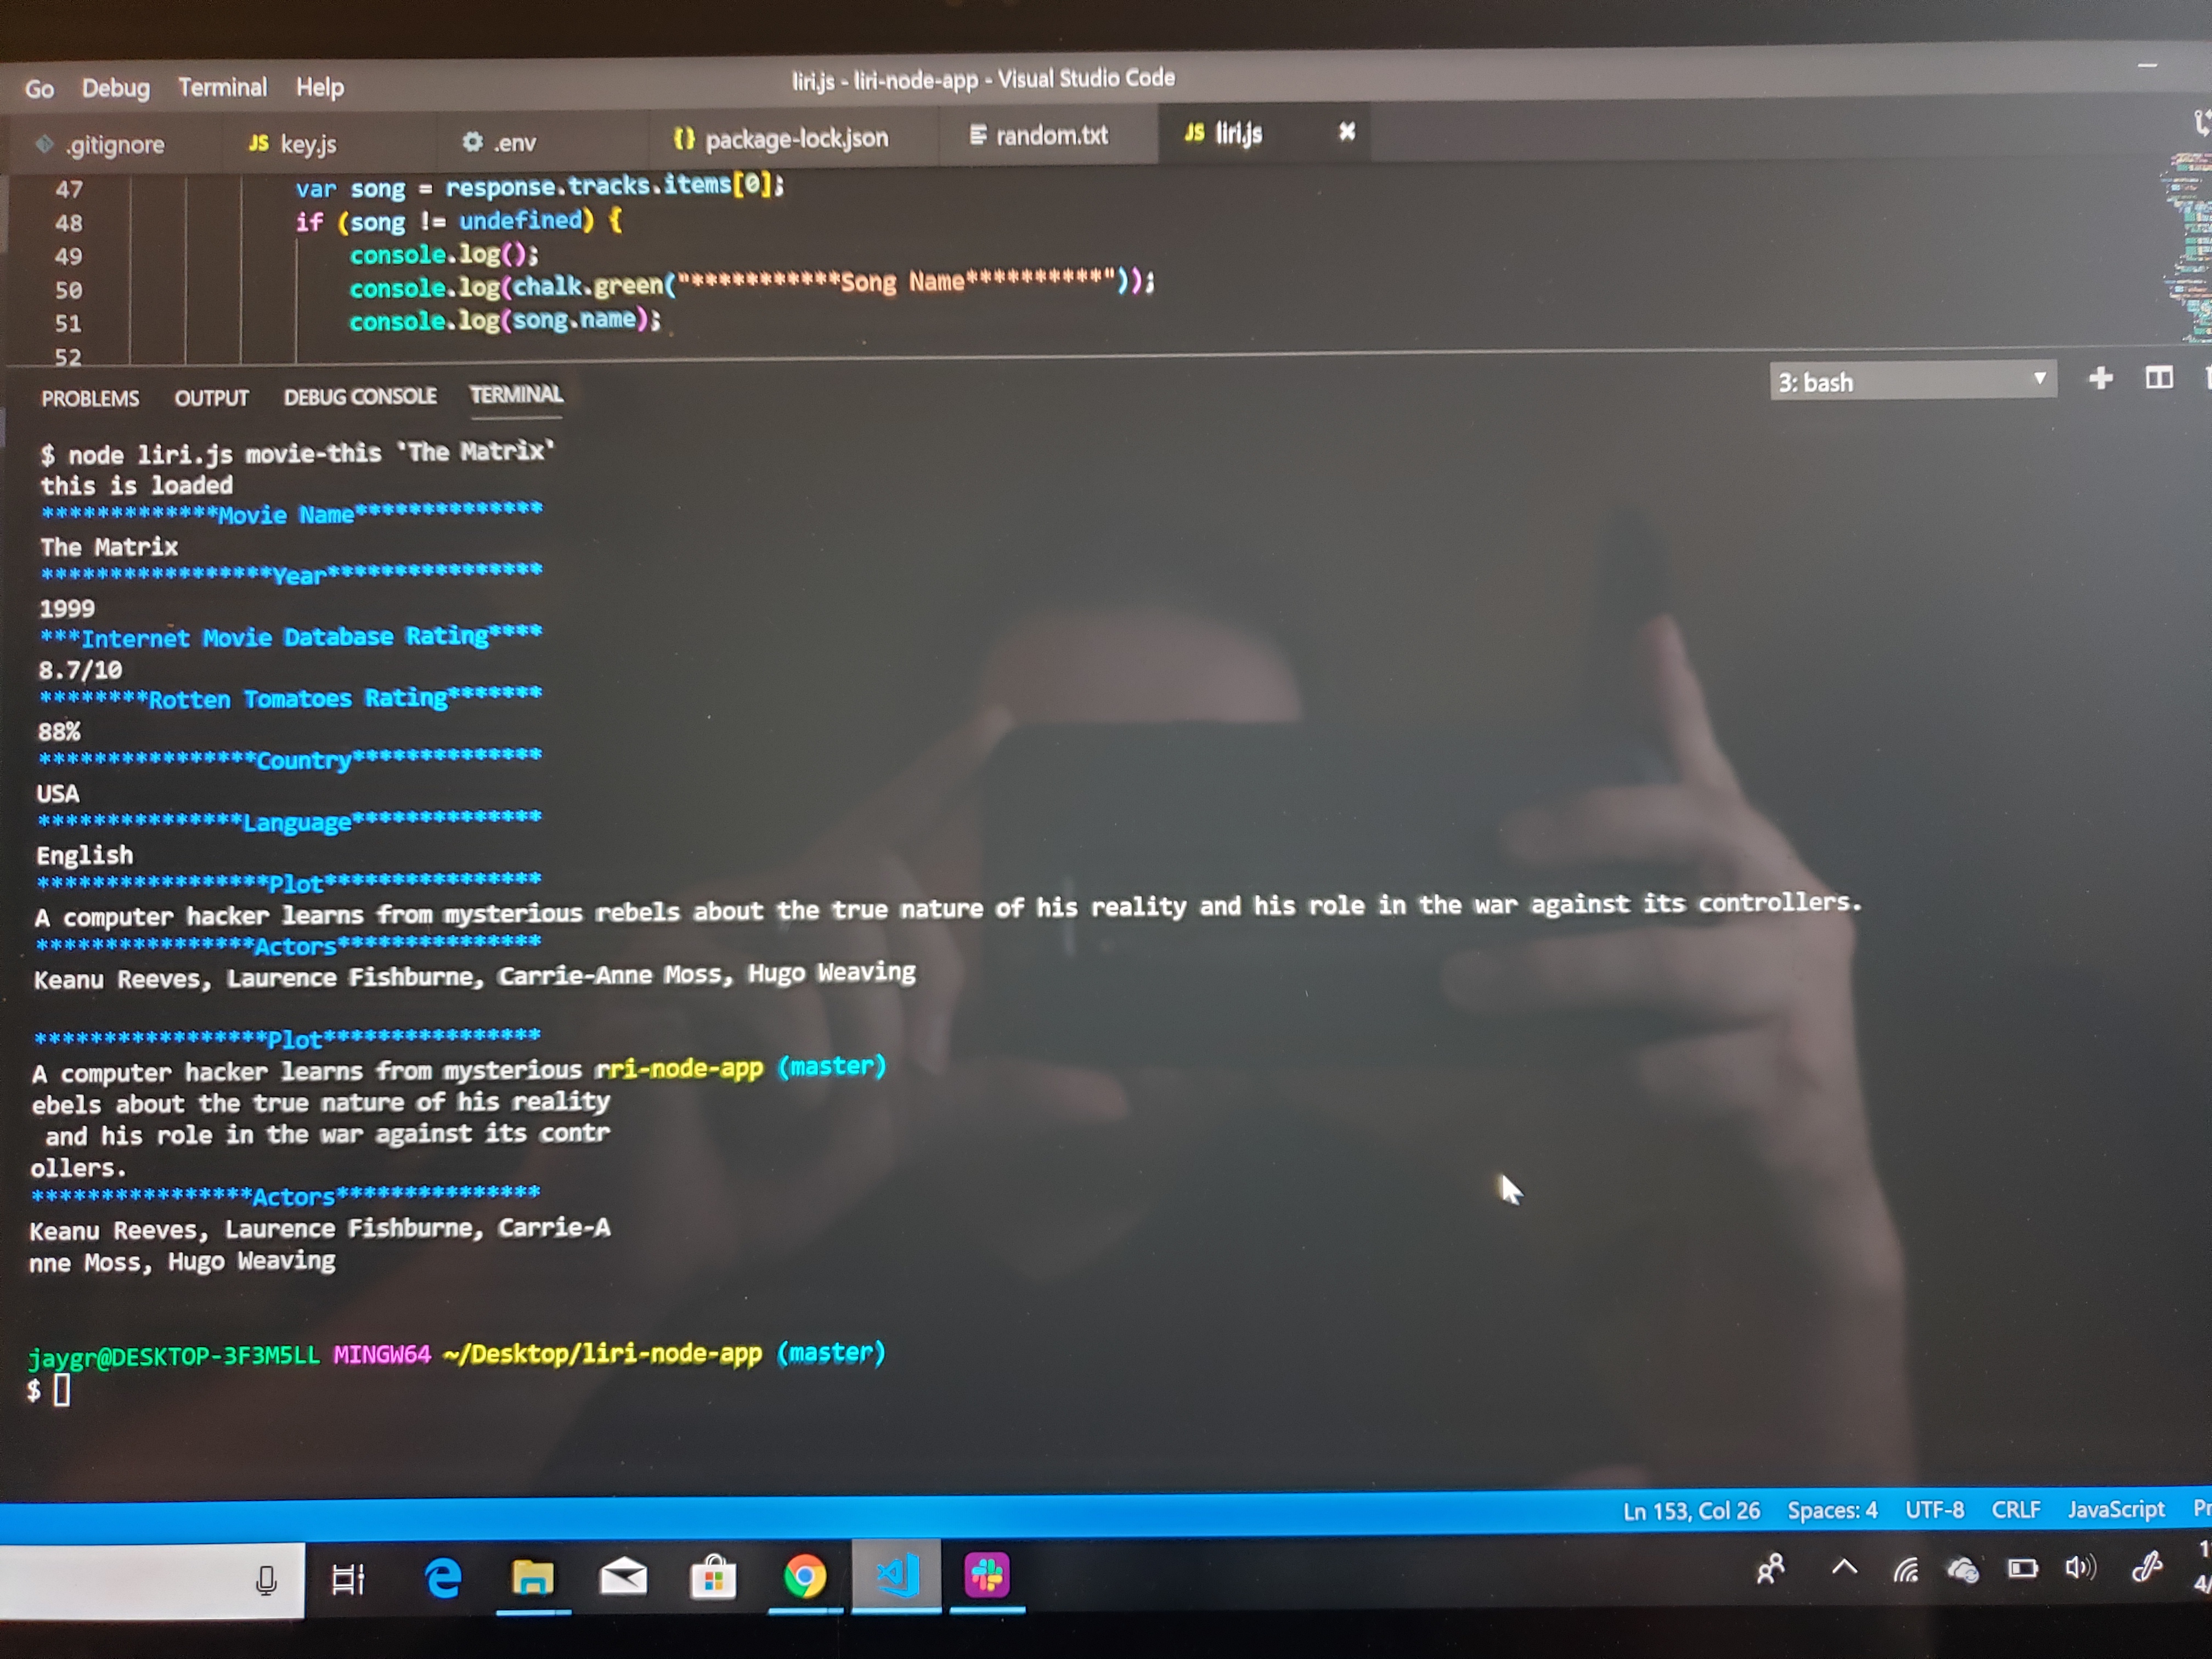 Go Debug Terminal Help liri.js - liri-node-app - Visual Studio Code
.gitignore JS key.js .env {} package-lock.json random.txt JS liri.js
47 var song = response.tracks.items[0];
48 if (song != undefined) {
49 console.log();
50 console.log(chalk.green("***********Song Name**********"));
51 console.log(song.name);
52
PROBLEMS OUTPUT DEBUG CONSOLE TERMINAL 3: bash
$ node liri.js movie-this 'The Matrix'
this is loaded
*************Movie Name**************
The Matrix
*****************Year****************
1999
***Internet Movie Database Rating****
8.7/10
********Rotten Tomatoes Rating*******
88%
****************Country**************
USA
***************Language**************
English
*****************Plot****************
A computer hacker learns from mysterious rebels about the true nature of his reality and his role in the war against its controllers.
****************Actors***************
Keanu Reeves, Laurence Fishburne, Carrie-Anne Moss, Hugo Weaving
*****************Plot****************
A computer hacker learns from mysterious rri-node-app (master)
ebels about the true nature of his reality
and his role in the war against its contr
ollers.
****************Actors***************
Keanu Reeves, Laurence Fishburne, Carrie-A
nne Moss, Hugo Weaving
jaygr@DESKTOP-3F3M5LL MINGW64 ~/Desktop/liri-node-app (master)
$
Ln 153, Col 26 Spaces: 4 UTF-8 CRLF JavaScript Pr